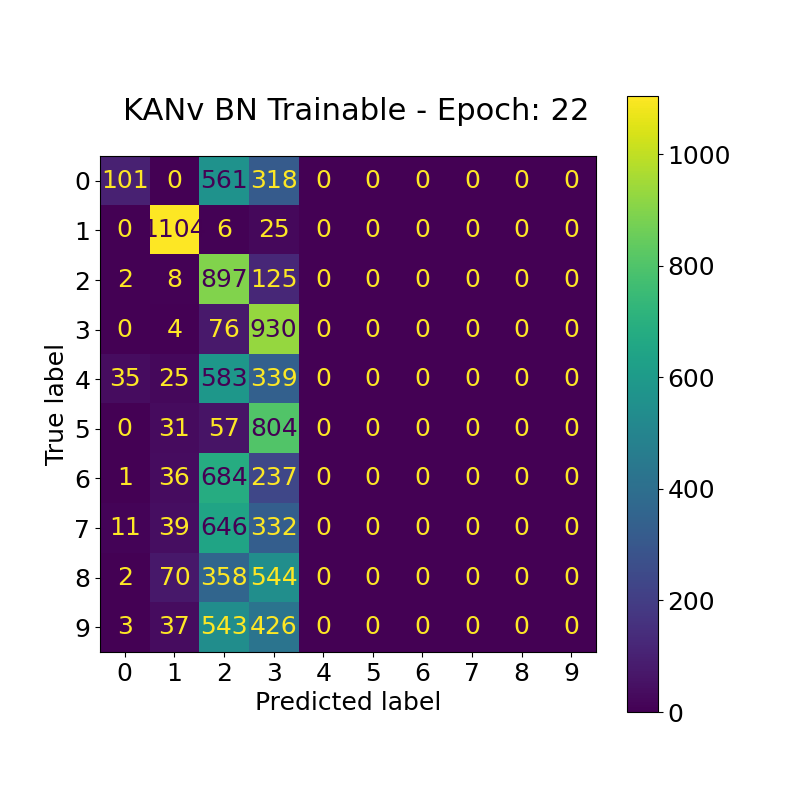 KANv BN Trainable - Epoch: 22
0 101 0 561 318 0 0 0 0 0 0
1 0 1104 6 25 0 0 0 0 0 0
2 2 8 897 125 0 0 0 0 0 0
3 0 4 76 930 0 0 0 0 0 0
4 35 25 583 339 0 0 0 0 0 0
5 0 31 57 804 0 0 0 0 0 0
6 1 36 684 237 0 0 0 0 0 0
7 11 39 646 332 0 0 0 0 0 0
8 2 70 358 544 0 0 0 0 0 0
9 3 37 543 426 0 0 0 0 0 0
0 1 2 3 4 5 6 7 8 9
Predicted label
True label
1000
800
600
400
200
0